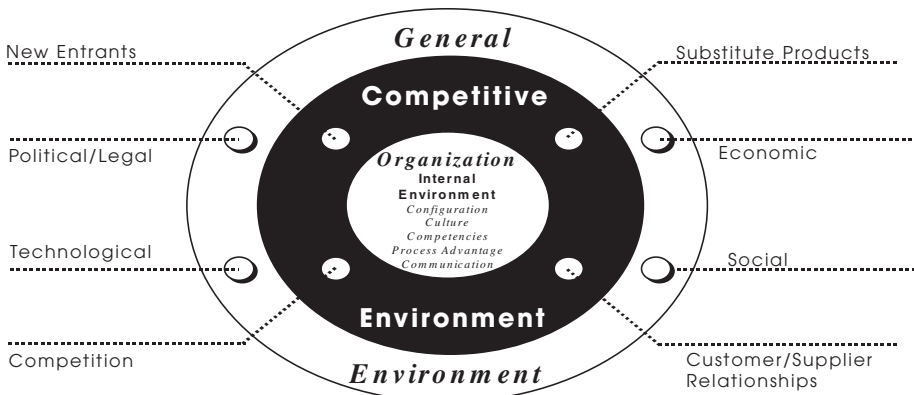 General
New Entrants
Substitute Products
Competitive
Political/Legal
Economic
Organization
Internal
Environment
Configuration
Culture
Competencies
Process Advantage
Communication
Technological
Social
Environment
Competition
Customer/Supplier
Relationships
Environment